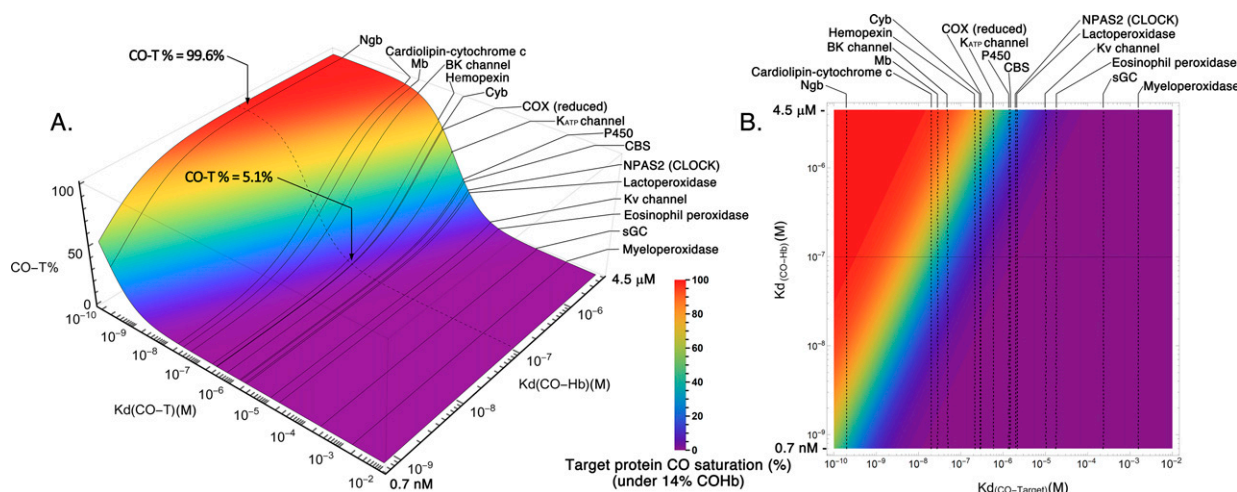 A.
CO-T % = 99.6%
CO-T % = 5.1%
Ngb
Cardiolipin-cytochrome c
Mb
BK channel
Hemopexin
Cyb
COX (reduced)
KATP channel
P450
CBS
NPAS2 (CLOCK)
Lactoperoxidase
Kv channel
Eosinophil peroxidase
sGC
Myeloperoxidase
CO–T%
100
50
0
10⁻¹⁰
10⁻⁹
10⁻⁸
10⁻⁷
10⁻⁶
10⁻⁵
10⁻⁴
10⁻³
10⁻²
Kd(CO–T)(M)
4.5 μM
10⁻⁶
10⁻⁷
10⁻⁸
10⁻⁹
0.7 nM
Kd(CO–Hb)(M)
100
80
60
40
20
0
Target protein CO saturation (%)
(under 14% COHb)
B.
Cyb
Hemopexin
BK channel
Mb
Cardiolipin-cytochrome c
Ngb
COX (reduced)
KATP channel
P450
CBS
NPAS2 (CLOCK)
Lactoperoxidase
Kv channel
Eosinophil peroxidase
sGC
Myeloperoxidase
4.5 μM
10⁻⁶
10⁻⁷
10⁻⁸
10⁻⁹
0.7 nM
Kd(CO–Hb)(M)
10⁻¹⁰ 10⁻⁹ 10⁻⁸ 10⁻⁷ 10⁻⁶ 10⁻⁵ 10⁻⁴ 10⁻³ 10⁻²
Kd(CO–Target)(M)